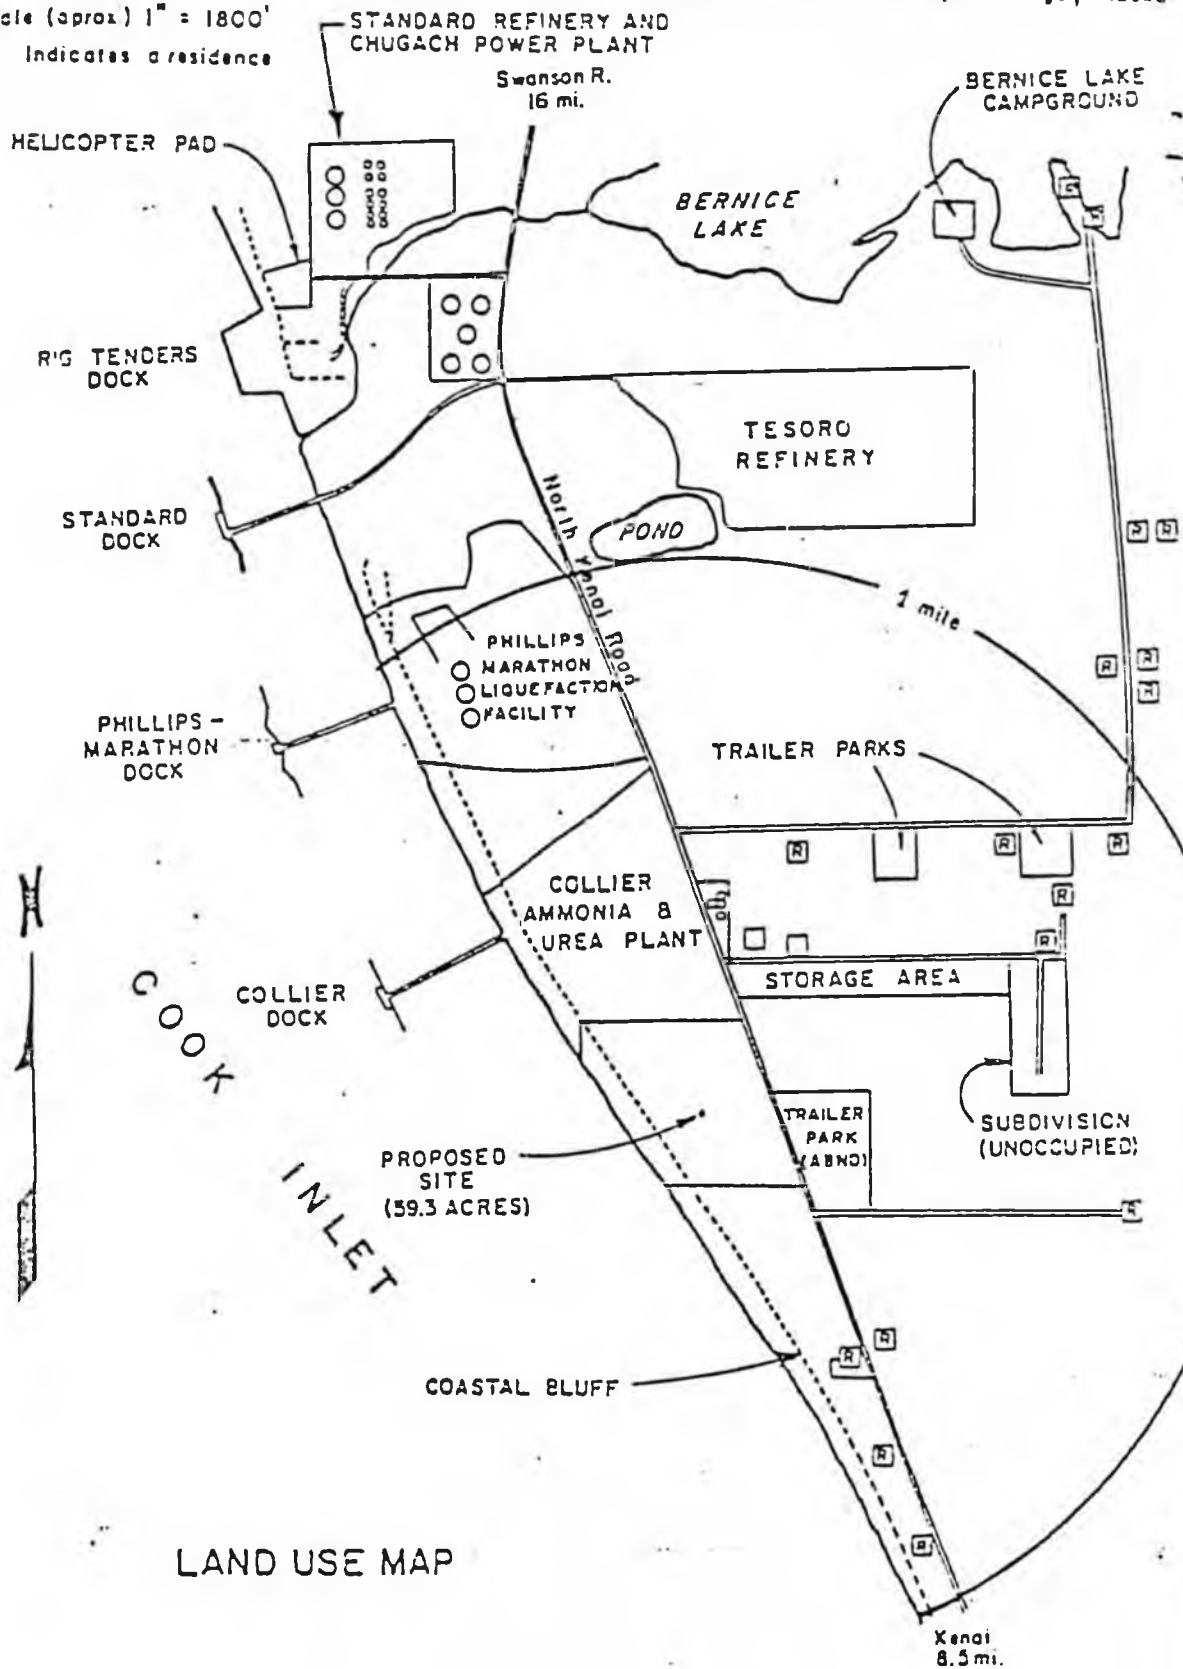 (aprox.) 1" = 1800'
Indicates a residence
STANDARD REFINERY AND
CHUGACH POWER PLANT
Swanson R.
16 mi.
BERNICE LAKE
CAMPGROUND
HELICOPTER PAD
BERNICE
LAKE
R
R
RIG TENDERS
DOCK
TESORO
REFINERY
STANDARD
DOCK
North Kenai Road
POND
R R
1 mile
PHILLIPS
MARATHON
LIQUEFACTION
FACILITY
R R
R
PHILLIPS -
MARATHON
DOCK
TRAILER PARKS
R R R
COLLIER
AMMONIA &
UREA PLANT
R
R
STORAGE AREA
COLLIER
DOCK
COOK INLET
TRAILER
PARK
(ABND)
SUBDIVISION
(UNOCCUPIED)
PROPOSED
SITE
(59.3 ACRES)
R
R
R
COASTAL BLUFF
R
R
LAND USE MAP
Kenai
8.5 mi.